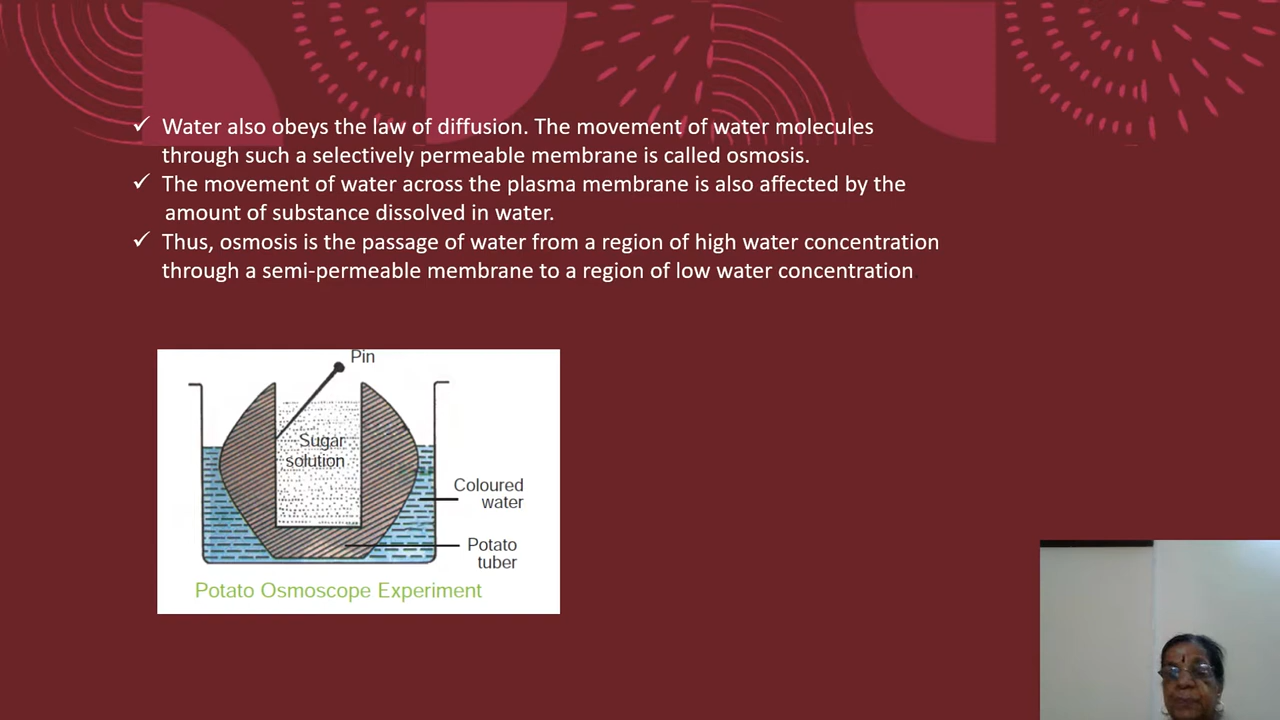 ✓ Water also obeys the law of diffusion. The movement of water molecules
through such a selectively permeable membrane is called osmosis.
✓ The movement of water across the plasma membrane is also affected by the
amount of substance dissolved in water.
✓ Thus, osmosis is the passage of water from a region of high water concentration
through a semi-permeable membrane to a region of low water concentration
Pin
Sugar
solution
Coloured
water
Potato
tuber
Potato Osmoscope Experiment